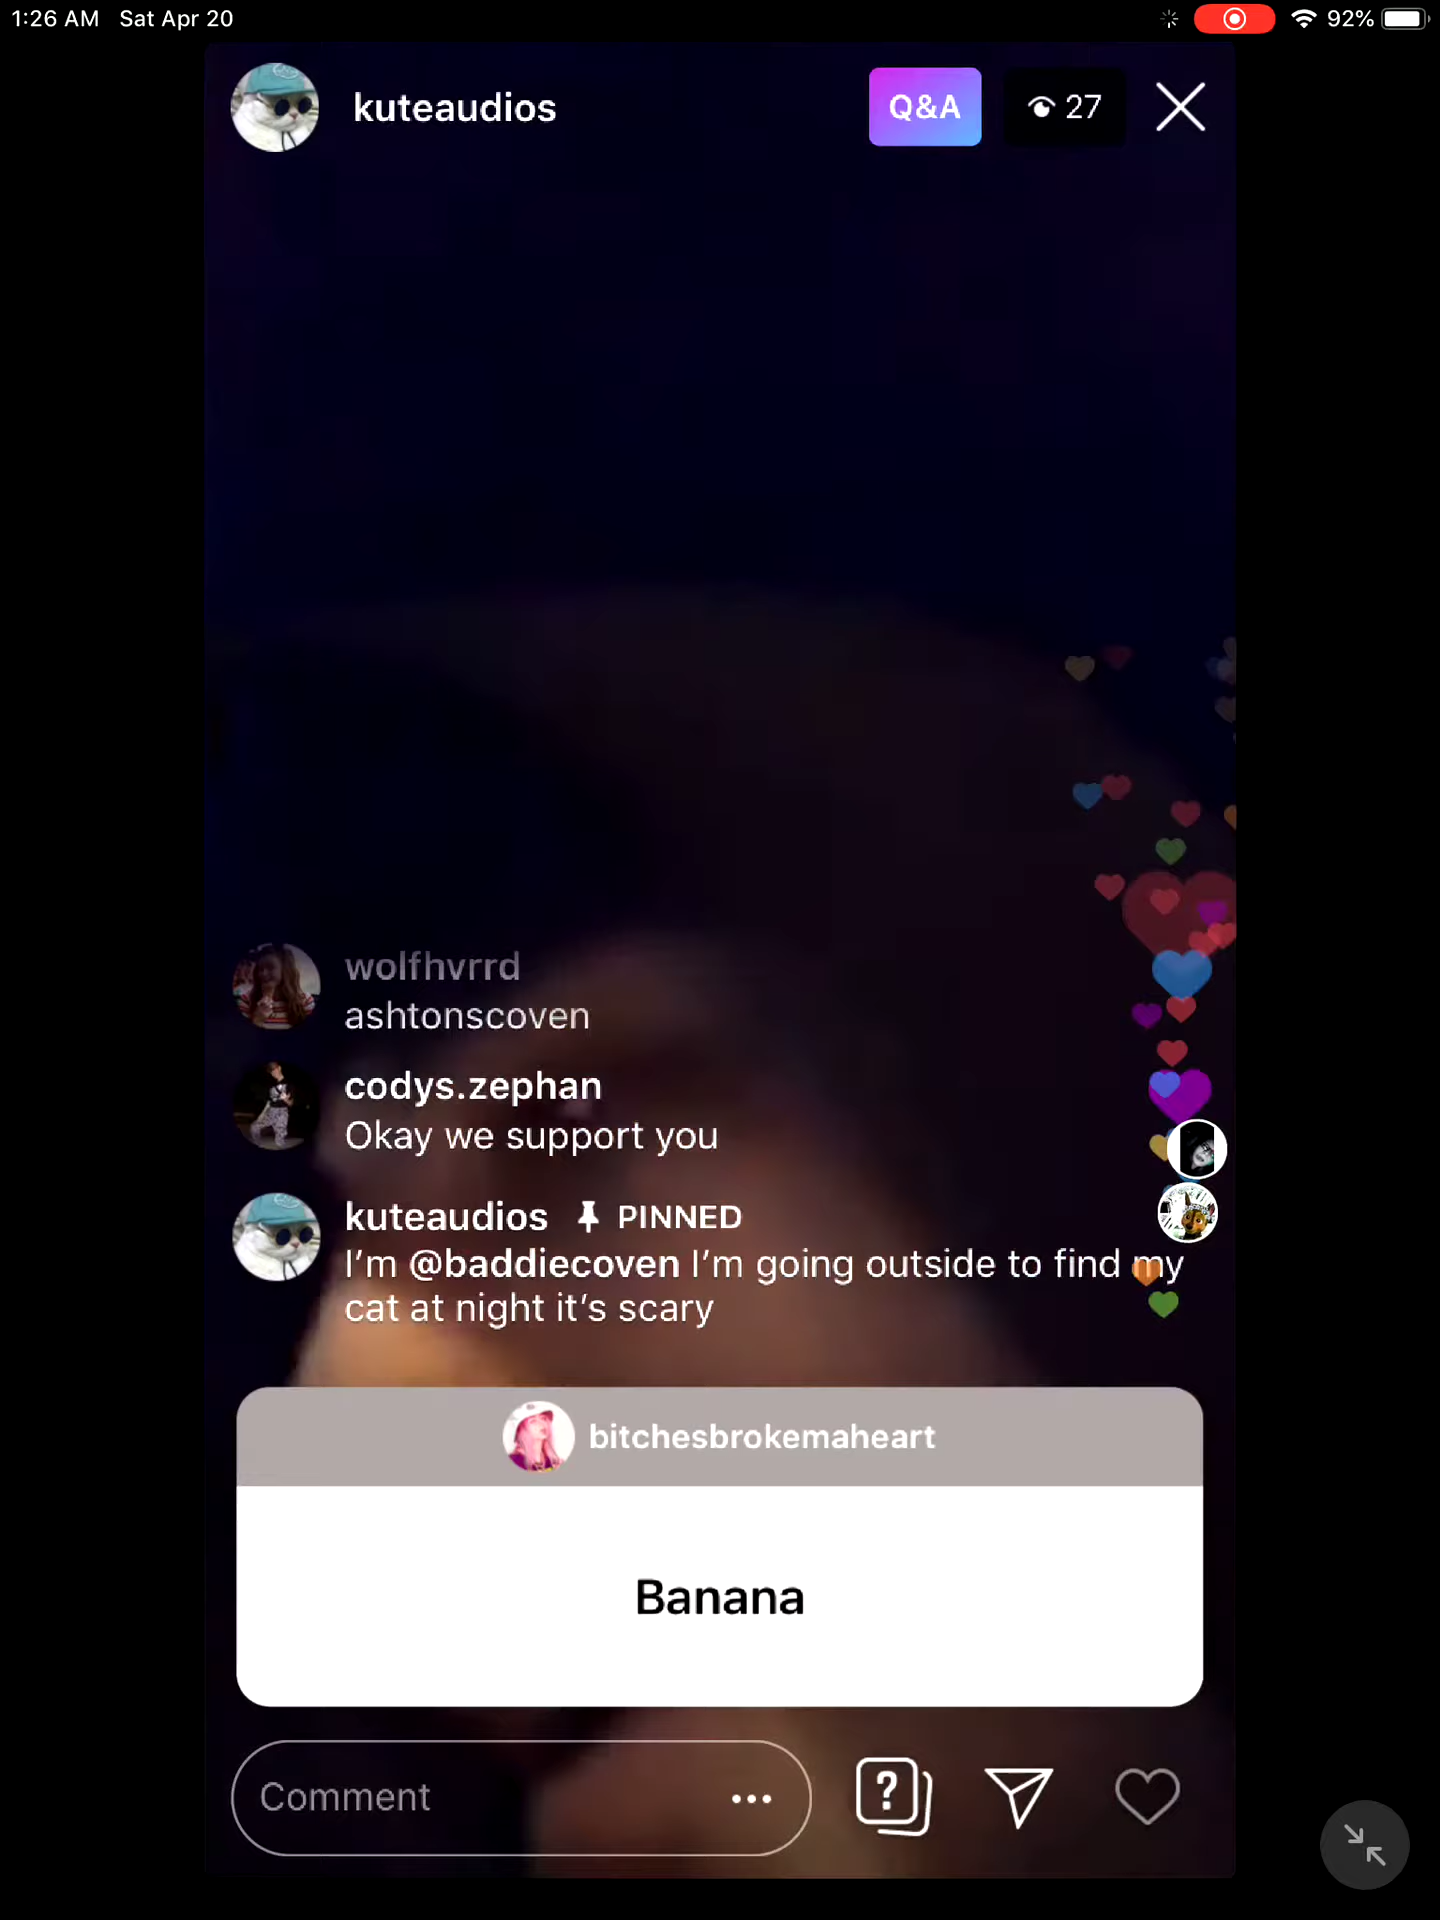 1:26 AM Sat Apr 20 92%
kuteaudios Q&A 27
wolfhvrrd
ashtonscoven
codys.zephan
Okay we support you
kuteaudios PINNED
I'm @baddiecoven I'm going outside to find my
cat at night it's scary
bitchesbrokemaheart
Banana
Comment ...
?